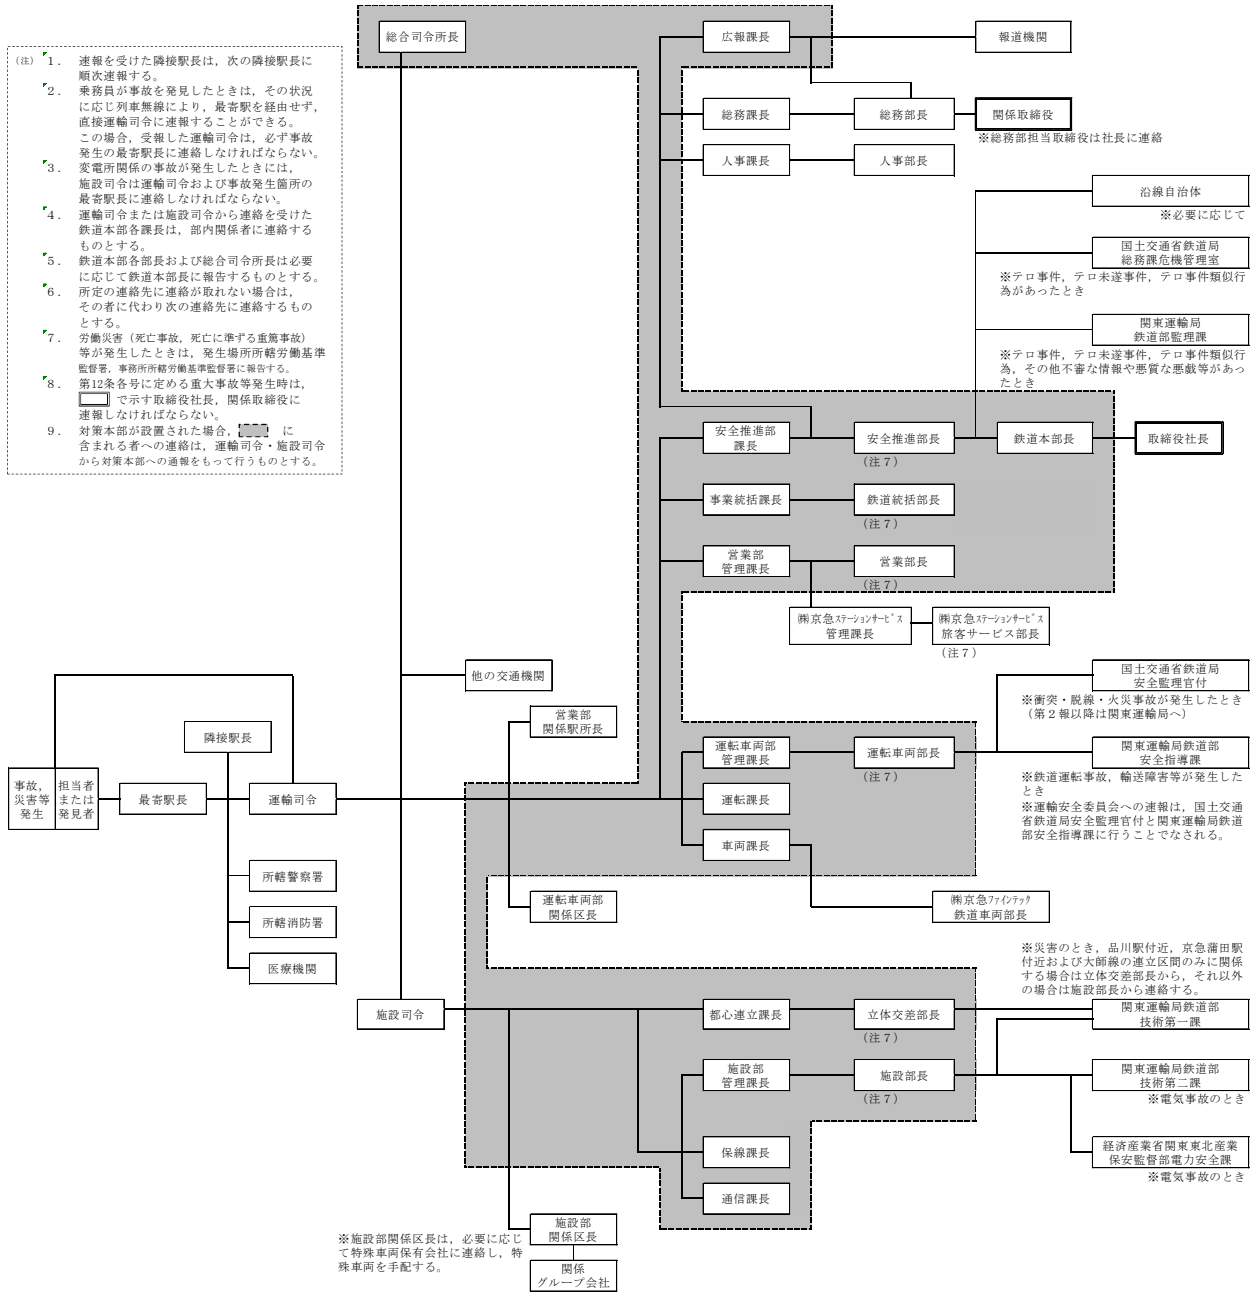 総合司令所長
広報課長
報道機関
総務課長
総務部長
関係取締役
※総務部担当取締役は社長に連絡
人事課長
人事部長
(注) 1. 速報を受けた隣接駅長は，次の隣接駅長に
順次速報する。
2. 乗務員が事故を発見したときは，その状況
に応じ列車無線により，最寄駅を経由せず，
直接運輸司令に速報することができる。
この場合，受報した運輸司令は，必ず事故
発生の最寄駅長に連絡しなければならない。
3. 変電所関係の事故が発生したときには，
施設司令は運輸司令および事故発生箇所の
最寄駅長に連絡しなければならない。
4. 運輸司令または施設司令から連絡を受けた
鉄道本部各課長は，部内関係者に連絡する
ものとする。
5. 鉄道本部各部長および総合司令所長は必要
に応じて鉄道本部長に報告するものとする。
6. 所定の連絡先に連絡が取れない場合は，
その者に代わり次の連絡先に連絡するもの
とする。
7. 労働災害（死亡事故，死亡に準ずる重篤事故）
等が発生したときは，発生場所所轄労働基準
監督署，事務所所轄労働基準監督署に報告する。
8. 第12条各号に定める重大事故等発生時は，
で示す取締役社長，関係取締役に
速報しなければならない。
9. 対策本部が設置された場合， に
含まれる者への連絡は，運輸司令・施設司令
から対策本部への通報をもって行うものとする。
沿線自治体
※必要に応じて
国土交通省鉄道局
総務課危機管理室
※テロ事件，テロ未遂事件，テロ事件類似行
為があったとき
関東運輸局
鉄道部監理課
※テロ事件，テロ未遂事件，テロ事件類似行
為，その他不審な情報や悪質な悪戯等があっ
たとき
安全推進部
課長
安全推進部長
(注７)
鉄道本部長
取締役社長
事業統括課長
鉄道統括部長
(注７)
営業部
管理課長
営業部長
(注７)
㈱京急ｽﾃｰｼｮﾝｻｰﾋﾞｽ
管理課長
㈱京急ｽﾃｰｼｮﾝｻｰﾋﾞｽ
旅客サービス部長
(注７)
他の交通機関
営業部
関係駅所長
国土交通省鉄道局
安全監理官付
※衝突・脱線・火災事故が発生したとき
（第２報以降は関東運輸局へ）
隣接駅長
運転車両部
管理課長
運転車両部長
(注７)
関東運輸局鉄道部
安全指導課
※鉄道運転事故，輸送障害等が発生した
とき
※運輸安全委員会への速報は，国土交通
省鉄道局安全監理官付と関東運輸局鉄道
部安全指導課に行うことでなされる。
事故，
災害等
発生
担当者
または
発見者
最寄駅長
運輸司令
運転課長
車両課長
所轄警察署
所轄消防署
医療機関
運転車両部
関係区長
㈱京急ﾌｧｲﾝﾃｯｸ
鉄道車両部長
※災害のとき，品川駅付近，京急蒲田駅
付近および大師線の連立区間のみに関係
する場合は立体交差部長から，それ以外
の場合は施設部長から連絡する。
施設司令
都心連立課長
立体交差部長
(注７)
関東運輸局鉄道部
技術第一課
施設部
管理課長
施設部長
(注７)
関東運輸局鉄道部
技術第二課
※電気事故のとき
保線課長
経済産業省関東東北産業
保安監督部電力安全課
※電気事故のとき
通信課長
施設部
関係区長
※施設部関係区長は，必要に応じ
て特殊車両保有会社に連絡し，特
殊車両を手配する。
関係
グループ会社